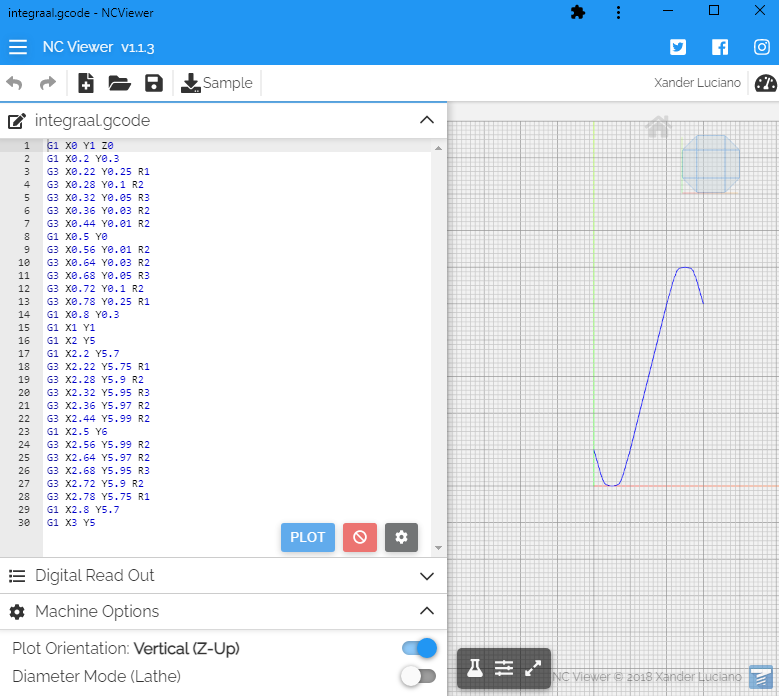 integraal.gcode - NCViewer
NC Viewer v1.1.3
Sample
Xander Luciano
integraal.gcode
1 G1 X0 Y1 Z0
2 G1 X0.2 Y0.3
3 G3 X0.22 Y0.25 R1
4 G3 X0.28 Y0.1 R2
5 G3 X0.32 Y0.05 R3
6 G3 X0.36 Y0.03 R2
7 G3 X0.44 Y0.01 R2
8 G1 X0.5 Y0
9 G3 X0.56 Y0.01 R2
10 G3 X0.64 Y0.03 R2
11 G3 X0.68 Y0.05 R3
12 G3 X0.72 Y0.1 R2
13 G3 X0.78 Y0.25 R1
14 G1 X0.8 Y0.3
15 G1 X1 Y1
16 G1 X2 Y5
17 G1 X2.2 Y5.7
18 G3 X2.22 Y5.75 R1
19 G3 X2.28 Y5.9 R2
20 G3 X2.32 Y5.95 R3
21 G3 X2.36 Y5.97 R2
22 G3 X2.44 Y5.99 R2
23 G1 X2.5 Y6
24 G3 X2.56 Y5.99 R2
25 G3 X2.64 Y5.97 R2
26 G3 X2.68 Y5.95 R3
27 G3 X2.72 Y5.9 R2
28 G3 X2.78 Y5.75 R1
29 G1 X2.8 Y5.7
30 G1 X3 Y5
PLOT
Digital Read Out
Machine Options
Plot Orientation: Vertical (Z-Up)
Diameter Mode (Lathe)
NC Viewer © 2018 Xander Luciano